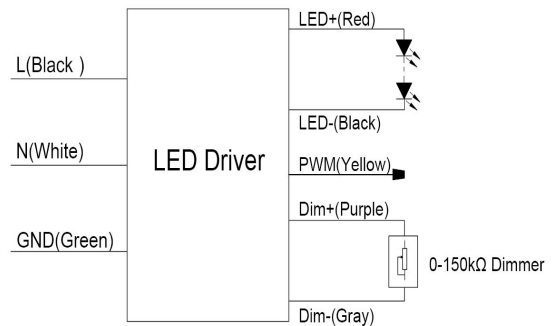 LED+(Red)
L(Black )
LED-(Black)
N(White)
LED Driver
PWM(Yellow)
Dim+(Purple)
GND(Green)
0-150kΩ Dimmer
Dim-(Gray)